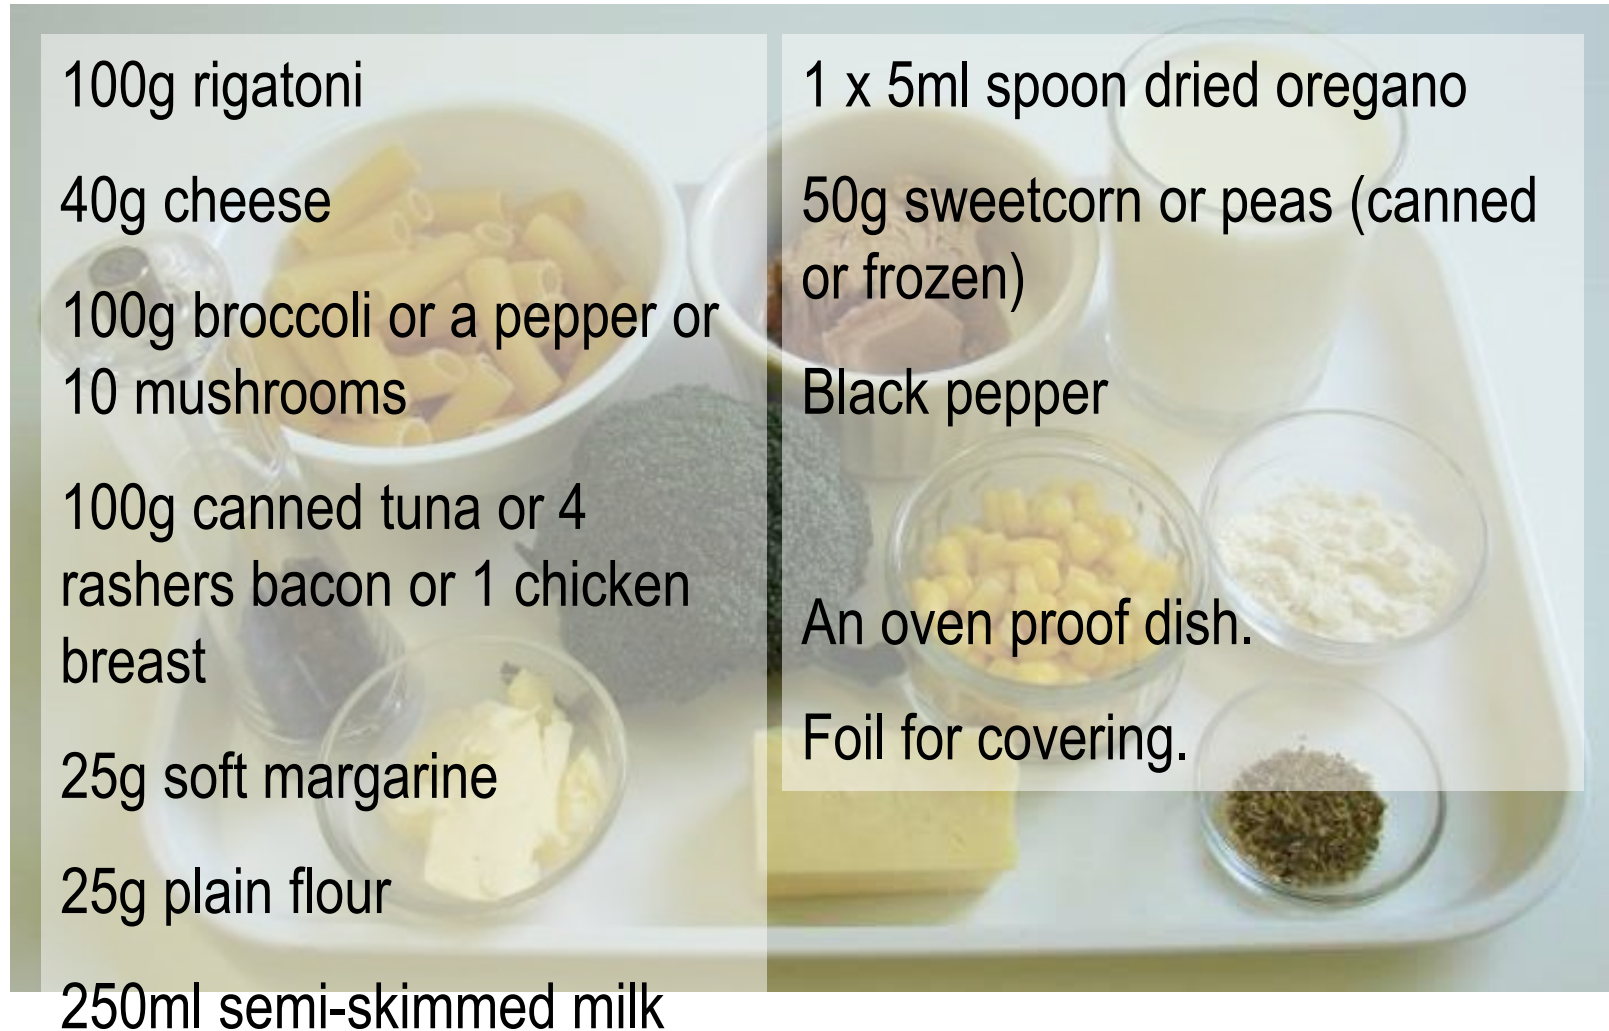 100g rigatoni
40g cheese
100g broccoli or a pepper or
10 mushrooms
100g canned tuna or 4
rashers bacon or 1 chicken
breast
25g soft margarine
25g plain flour
250ml semi-skimmed milk
1 x 5ml spoon dried oregano
50g sweetcorn or peas (canned
or frozen)
Black pepper
An oven proof dish.
Foil for covering.